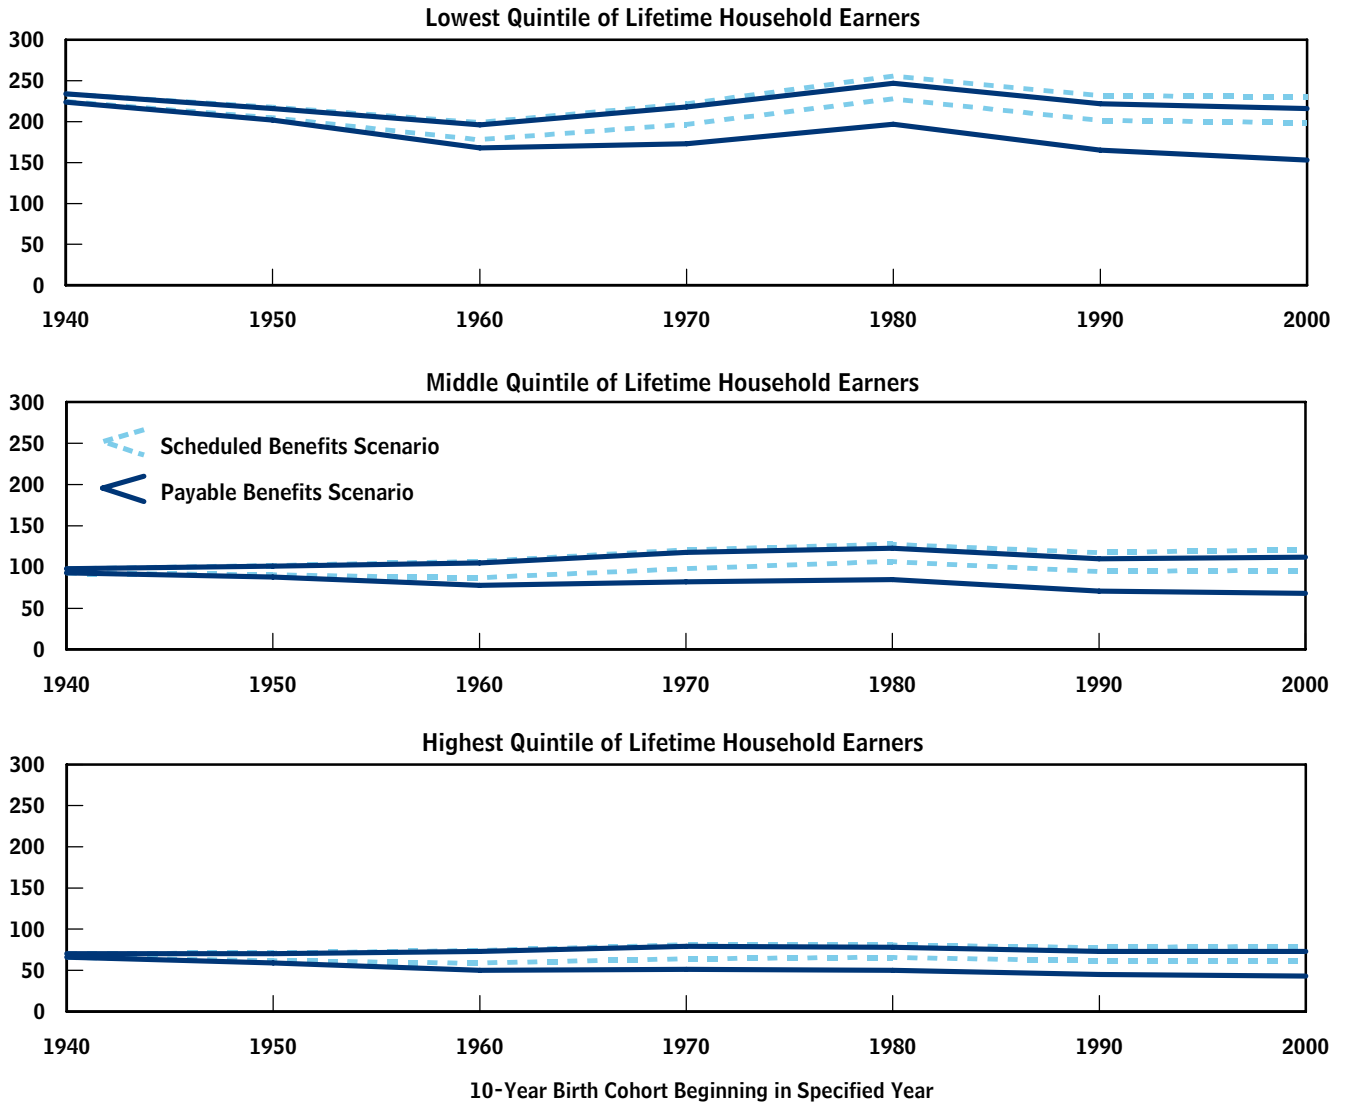 Lowest Quintile of Lifetime Household Earners
300
250
200
150
100
50
0
1940 1950 1960 1970 1980 1990 2000
Middle Quintile of Lifetime Household Earners
300
250
200
150
100
50
0
Scheduled Benefits Scenario
Payable Benefits Scenario
1940 1950 1960 1970 1980 1990 2000
Highest Quintile of Lifetime Household Earners
300
250
200
150
100
50
0
1940 1950 1960 1970 1980 1990 2000
10-Year Birth Cohort Beginning in Specified Year